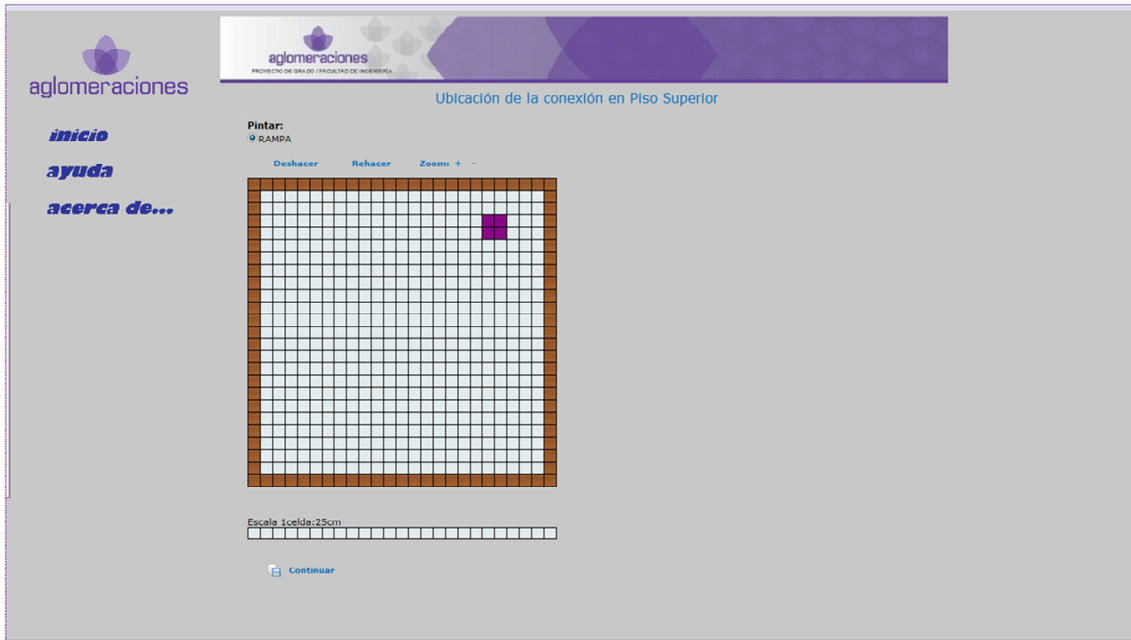 aglomeraciones
inicio
ayuda
acerca de...
aglomeraciones
PROYECTO DE GRADO / FACULTAD DE INGENIERÍA
Ubicación de la conexión en Piso Superior
Pintar:
RAMPA
Deshacer Rehacer Zoom: + -
Escala 1celda:25cm
Continuar